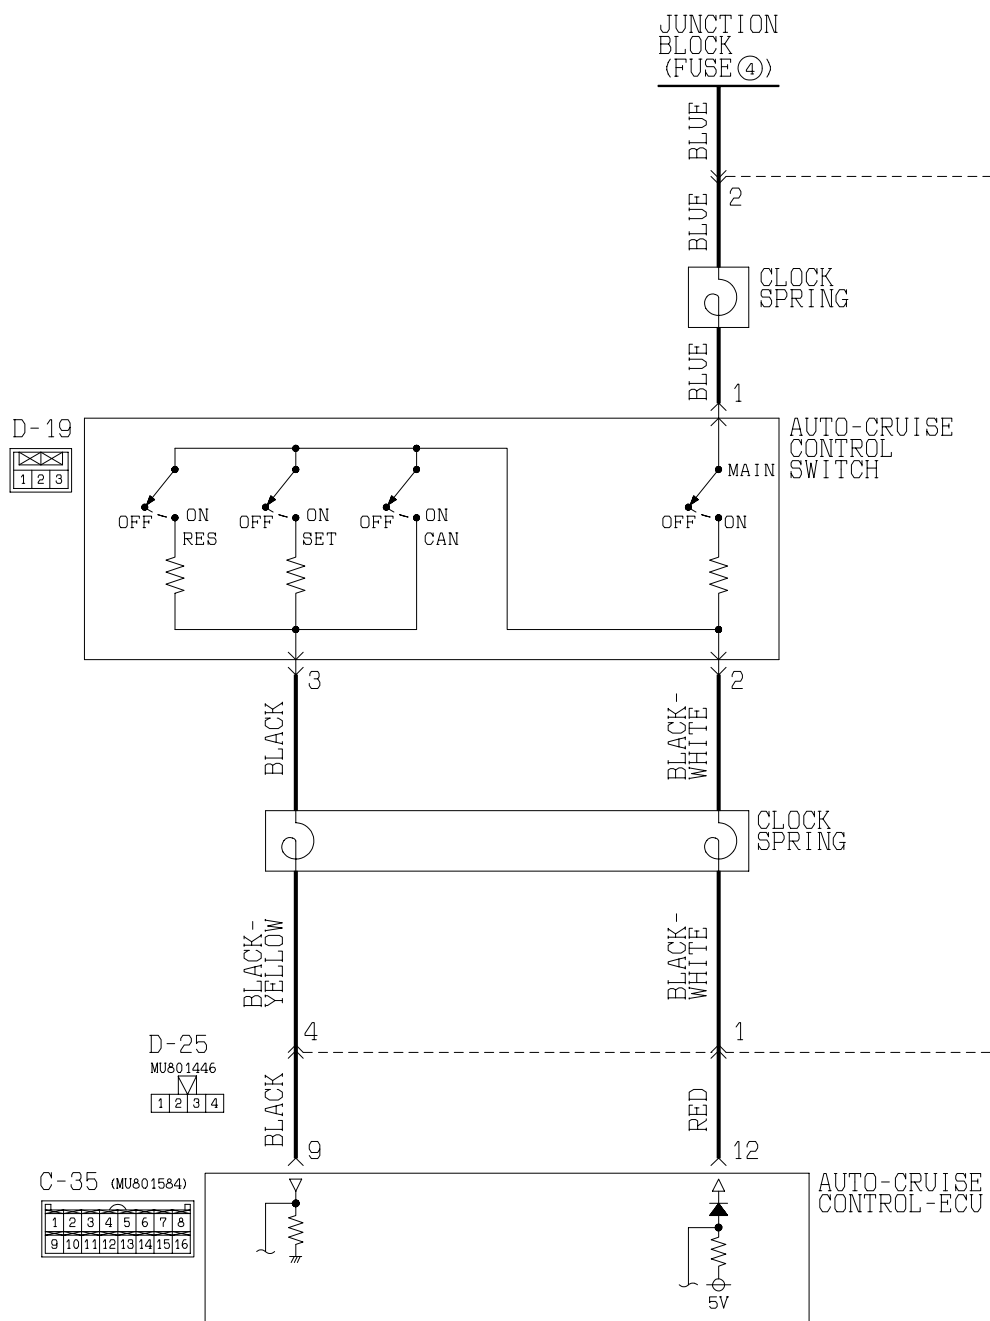 JUNCTION
BLOCK
(FUSE④)
BLUE
2
BLUE
CLOCK
SPRING
BLUE
1
D-19
1 2 3
AUTO-CRUISE
CONTROL
SWITCH
MAIN
OFF ON
RES
OFF ON
SET
OFF ON
CAN
OFF ON
3
2
BLACK
BLACK-
WHITE
CLOCK
SPRING
BLACK-
YELLOW
BLACK-
WHITE
4
1
D-25
MU801446
1 2 3 4
BLACK
RED
9
12
C-35 (MU801584)
1 2 3 4 5 6 7 8
9 10 11 12 13 14 15 16
AUTO-CRUISE
CONTROL-ECU
5V